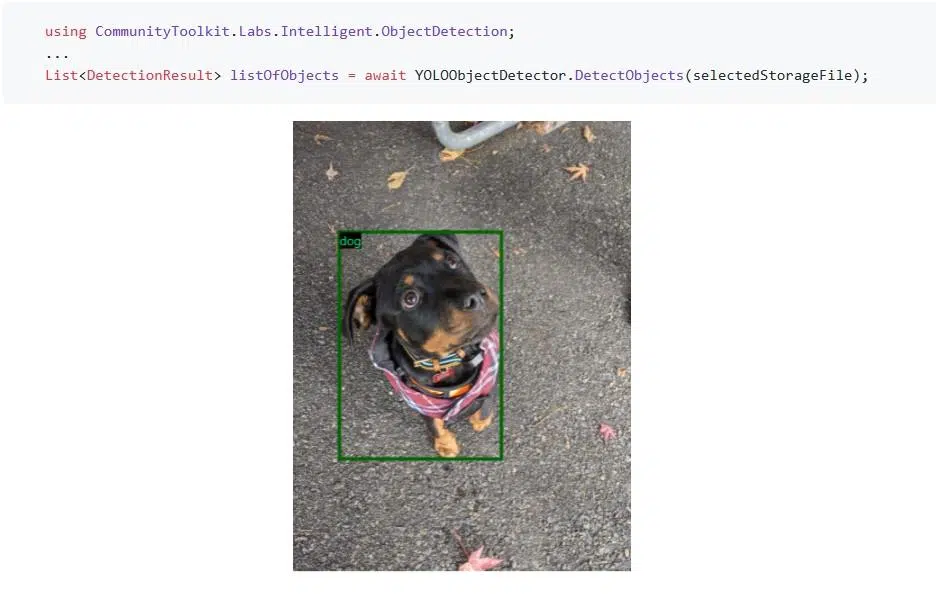 using CommunityToolkit.Labs.Intelligent.ObjectDetection;
...
List<DetectionResult> listOfObjects = await YOLOObjectDetector.DetectObjects(selectedStorageFile);
dog